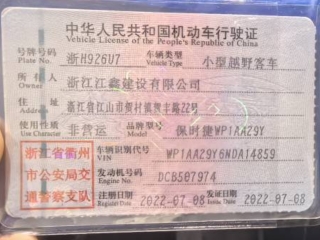 中华人民共和国机动车行驶证
Vehicle License of the People's Republic of China
号牌号码 Plate No. 浙H926U7 车辆类型 Vehicle Type 小型越野客车
所有人 Owner 浙江江鑫建设有限公司
住址 Address 浙江省江山市贺村镇贺丰路22号
使用性质 Use Character 非营运 品牌型号 Model 保时捷WP1AA29Y
浙江省衢州
市公安局交
通警察支队
车辆识别代号 VIN WP1AA29Y6NDA14859
发动机号码 Engine No. DCB507974
注册日期 Register Date 2022-07-08 发证日期 Issue Date 2022-07-08